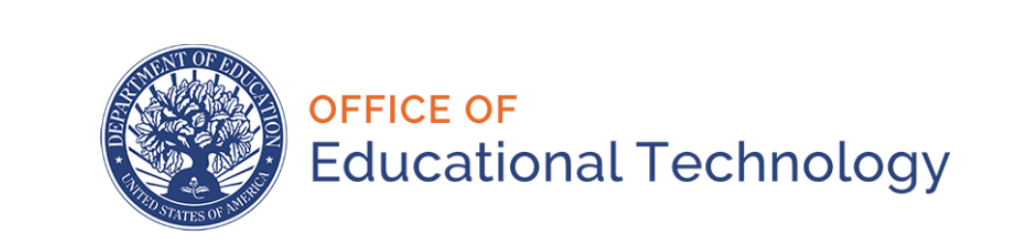 DEPARTMENT OF EDUCATION
UNITED STATES OF AMERICA
OFFICE OF
Educational Technology